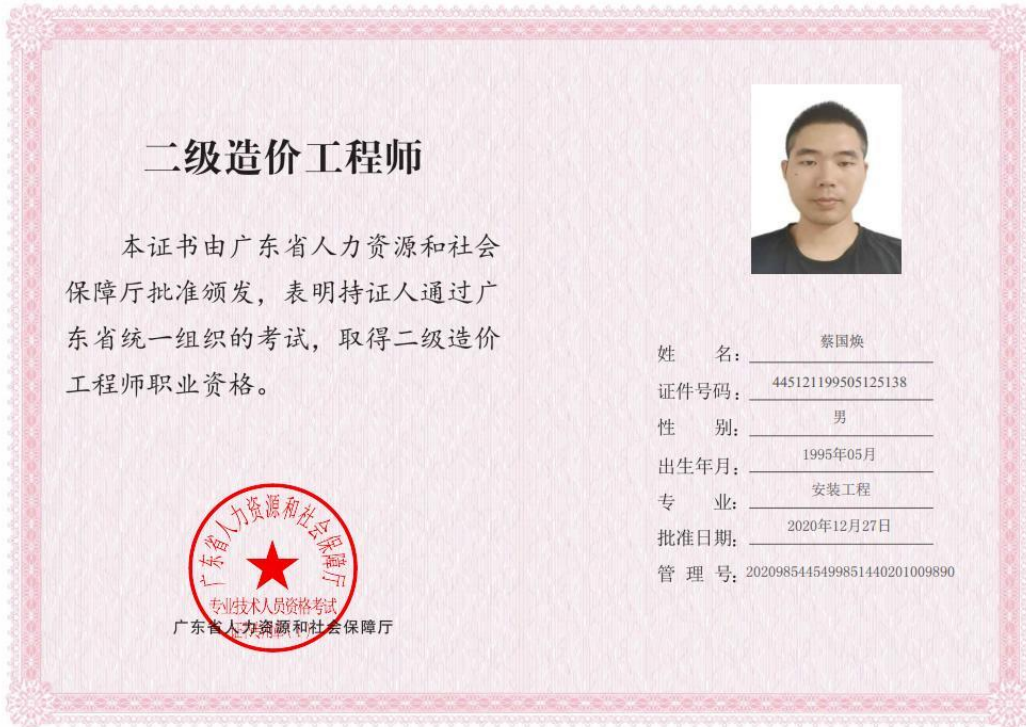 二级造价工程师
本证书由广东省人力资源和社会
保障厅批准颁发，表明持证人通过广
东省统一组织的考试，取得二级造价
工程师职业资格。
广东省人力资源和社会保障厅
专业技术人员资格考试
广东省人力资源和社会保障厅
姓 名： 蔡国焕
证件号码： 445121199505125138
性 别： 男
出生年月： 1995年05月
专 业： 安装工程
批准日期： 2020年12月27日
管 理 号： 2020985445499851440201009890